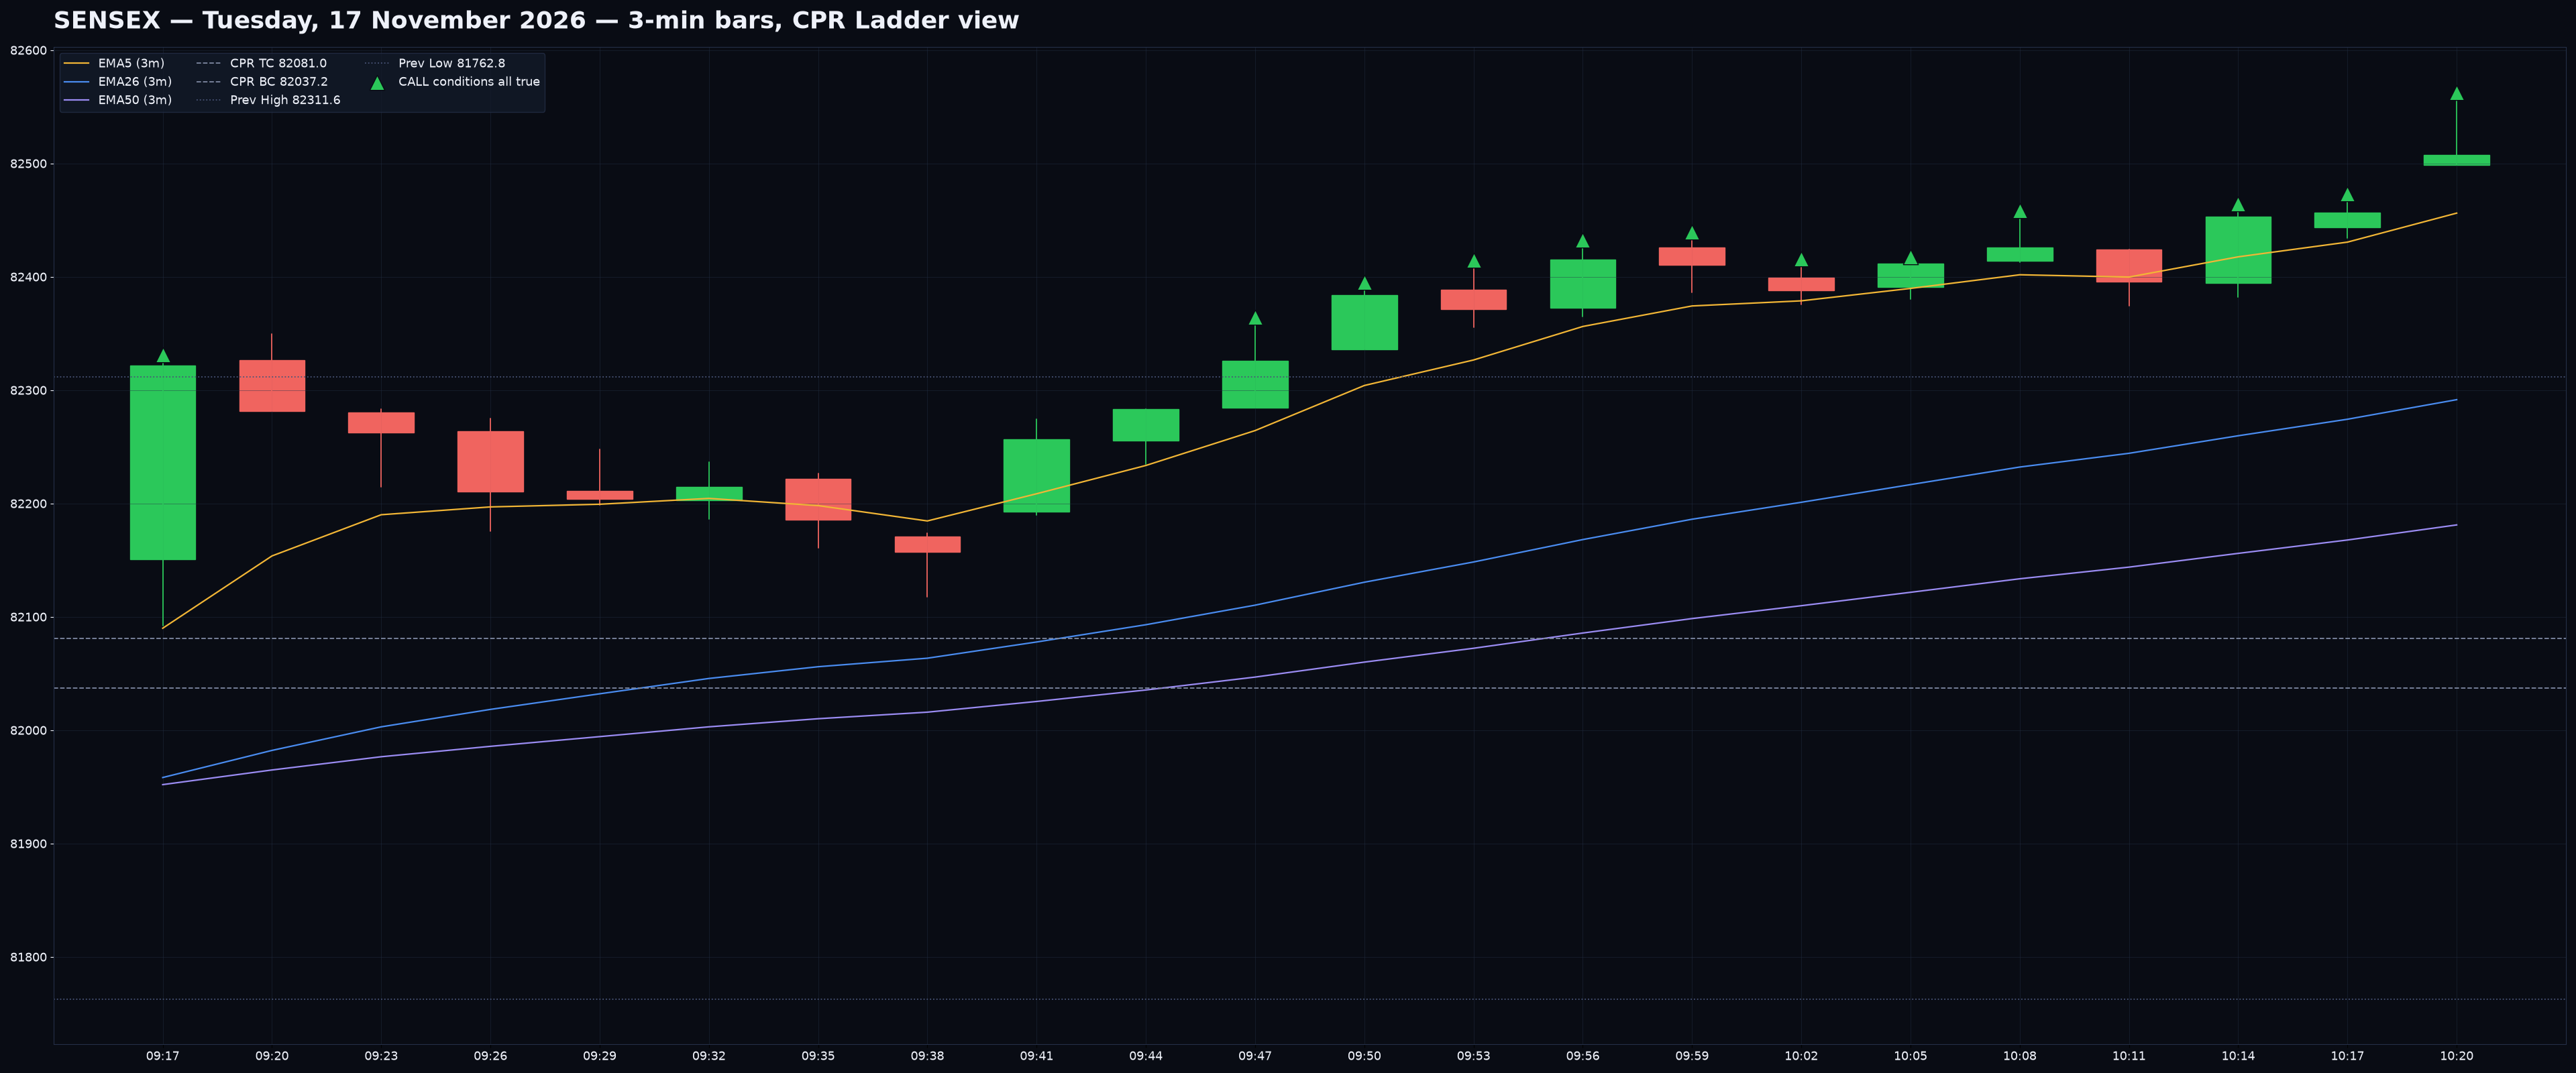 SENSEX — Tuesday, 17 November 2026 — 3-min bars, CPR Ladder view
EMA5 (3m)
EMA26 (3m)
EMA50 (3m)
CPR TC 82081.0
CPR BC 82037.2
Prev High 82311.6
Prev Low 81762.8
CALL conditions all true
82600
82500
82400
82300
82200
82100
82000
81900
81800
09:17 09:20 09:23 09:26 09:29 09:32 09:35 09:38 09:41 09:44 09:47 09:50 09:53 09:56 09:59 10:02 10:05 10:08 10:11 10:14 10:17 10:20